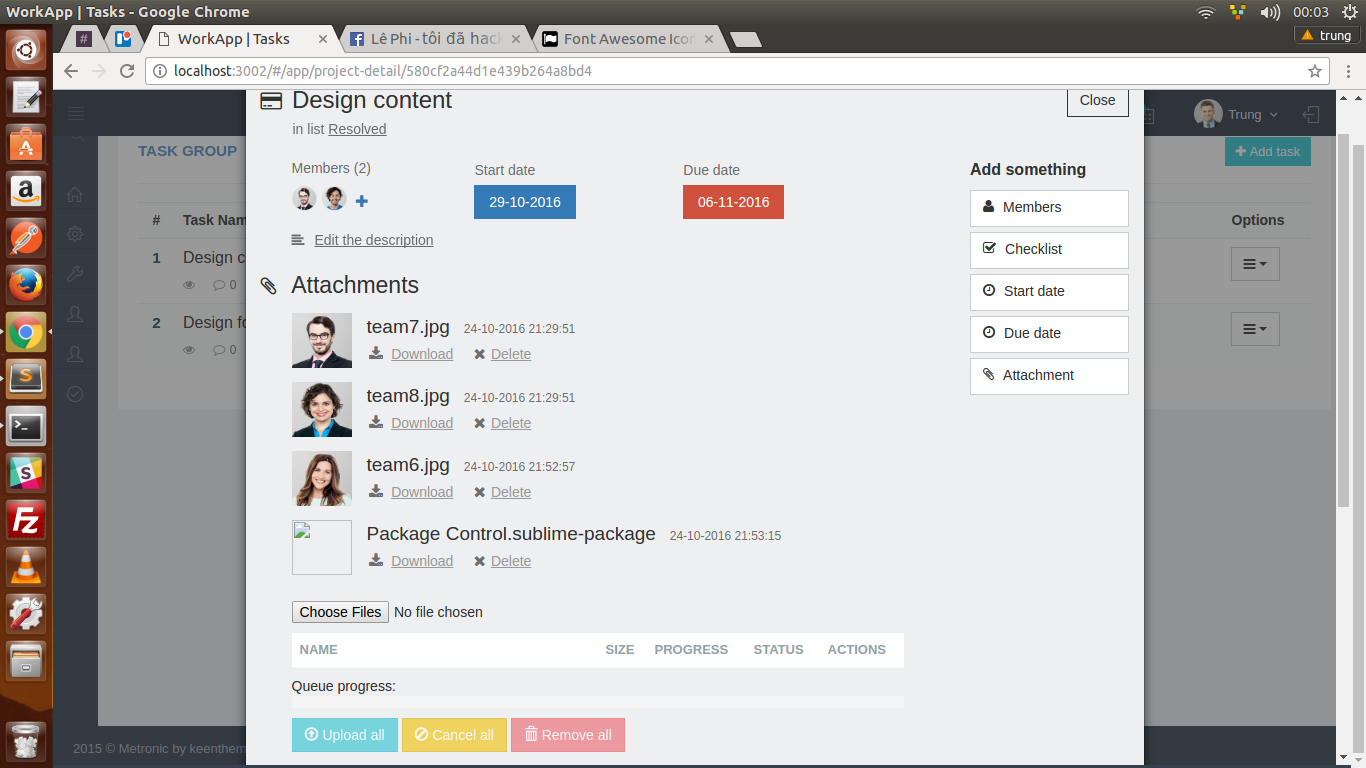 WorkApp | Tasks - Google Chrome
00:03
#
WorkApp | Tasks
Lê Phi - tôi đã hack
Font Awesome Icon
trung
localhost:3002/#/app/project-detail/580cf2a44d1e439b264a8bd4
Design content
Close
in list Resolved
Trung
TASK GROUP
Add task
Members (2)
Start date
Due date
Add something
29-10-2016
06-11-2016
Members
# Task Nam
Options
Edit the description
Checklist
1 Design c
Attachments
0
Start date
2 Design fo
team7.jpg 24-10-2016 21:29:51
Due date
0
Download Delete
Attachment
team8.jpg 24-10-2016 21:29:51
Download Delete
team6.jpg 24-10-2016 21:52:57
Download Delete
Package Control.sublime-package 24-10-2016 21:53:15
Download Delete
Choose Files No file chosen
NAME SIZE PROGRESS STATUS ACTIONS
Queue progress:
Upload all Cancel all Remove all
2015 © Metronic by keenthem